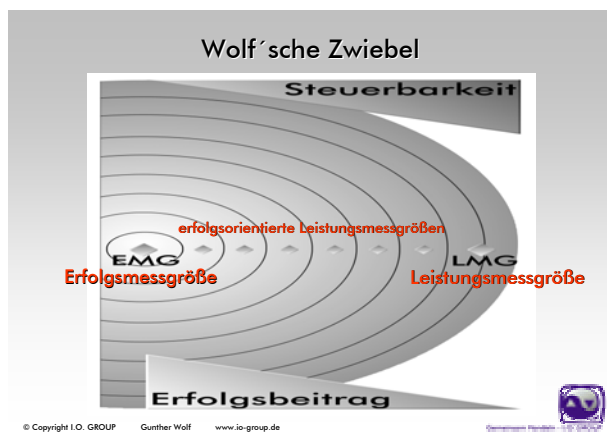 Wolf´sche Zwiebel
Steuerbarkeit
erfolgsorientierte Leistungsmessgrößen
EMG
LMG
Erfolgsmessgröße
Leistungsmessgröße
Erfolgsbeitrag
© Copyright I.O. GROUP Gunther Wolf www.io-group.de